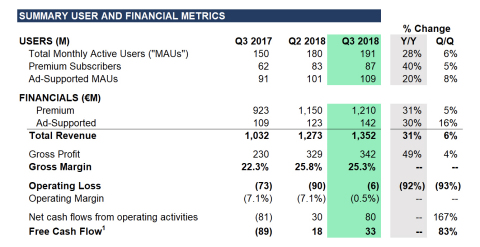 SUMMARY USER AND FINANCIAL METRICS
% Change
USERS (M) Q3 2017 Q2 2018 Q3 2018 Y/Y Q/Q
Total Monthly Active Users ("MAUs") 150 180 191 28% 6%
Premium Subscribers 62 83 87 40% 5%
Ad-Supported MAUs 91 101 109 20% 8%
FINANCIALS (€M)
Premium 923 1,150 1,210 31% 5%
Ad-Supported 109 123 142 30% 16%
Total Revenue 1,032 1,273 1,352 31% 6%
Gross Profit 230 329 342 49% 4%
Gross Margin 22.3% 25.8% 25.3% -- --
Operating Loss (73) (90) (6) (92%) (93%)
Operating Margin (7.1%) (7.1%) (0.5%) -- --
Net cash flows from operating activities (81) 30 80 -- 167%
Free Cash Flow1 (89) 18 33 -- 83%